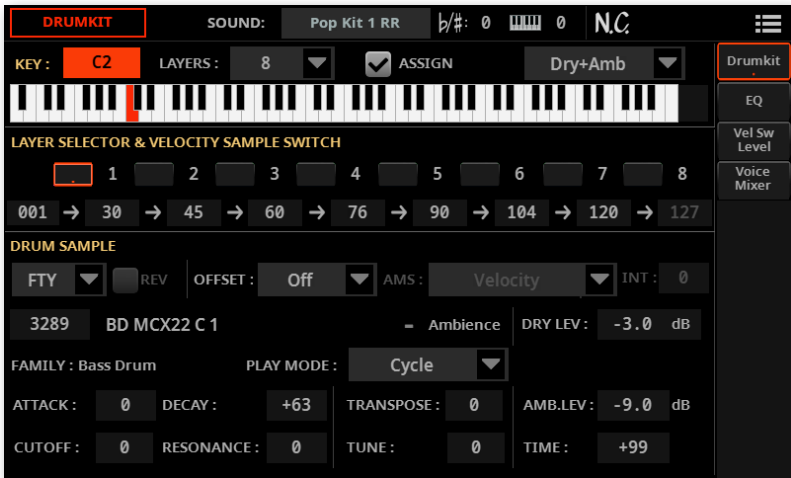 DRUMKIT SOUND: Pop Kit 1 RR ♭/#: 0 0 N.C.
KEY : C2 LAYERS : 8 ASSIGN Dry+Amb
Drumkit
EQ
Vel Sw
Level
Voice
Mixer
LAYER SELECTOR & VELOCITY SAMPLE SWITCH
1 2 3 4 5 6 7 8
001 → 30 → 45 → 60 → 76 → 90 → 104 → 120 → 127
DRUM SAMPLE
FTY REV OFFSET : Off AMS : Velocity INT : 0
3289 BD MCX22 C 1 – Ambience DRY LEV : -3.0 dB
FAMILY : Bass Drum PLAY MODE : Cycle
ATTACK : 0 DECAY : +63 TRANSPOSE : 0 AMB.LEV : -9.0 dB
CUTOFF : 0 RESONANCE : 0 TUNE : 0 TIME : +99